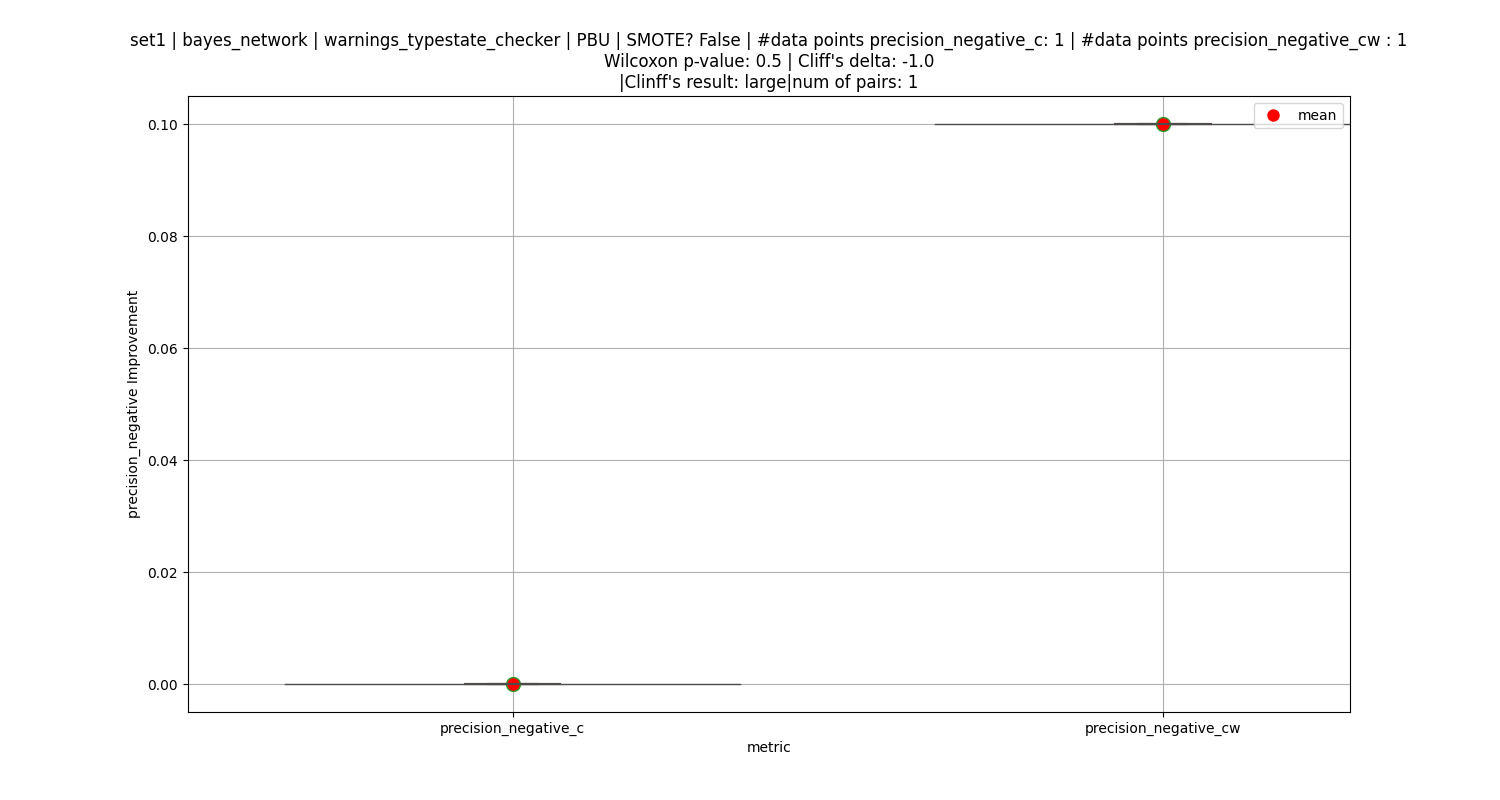 set1 | bayes_network | warnings_typestate_checker | PBU | SMOTE? False | #data points precision_negative_c: 1 | #data points precision_negative_cw : 1
Wilcoxon p-value: 0.5 | Cliff's delta: -1.0
|Clinff's result: large|num of pairs: 1
mean
0.10
0.08
0.06
0.04
0.02
0.00
precision_negative Improvement
precision_negative_c
precision_negative_cw
metric